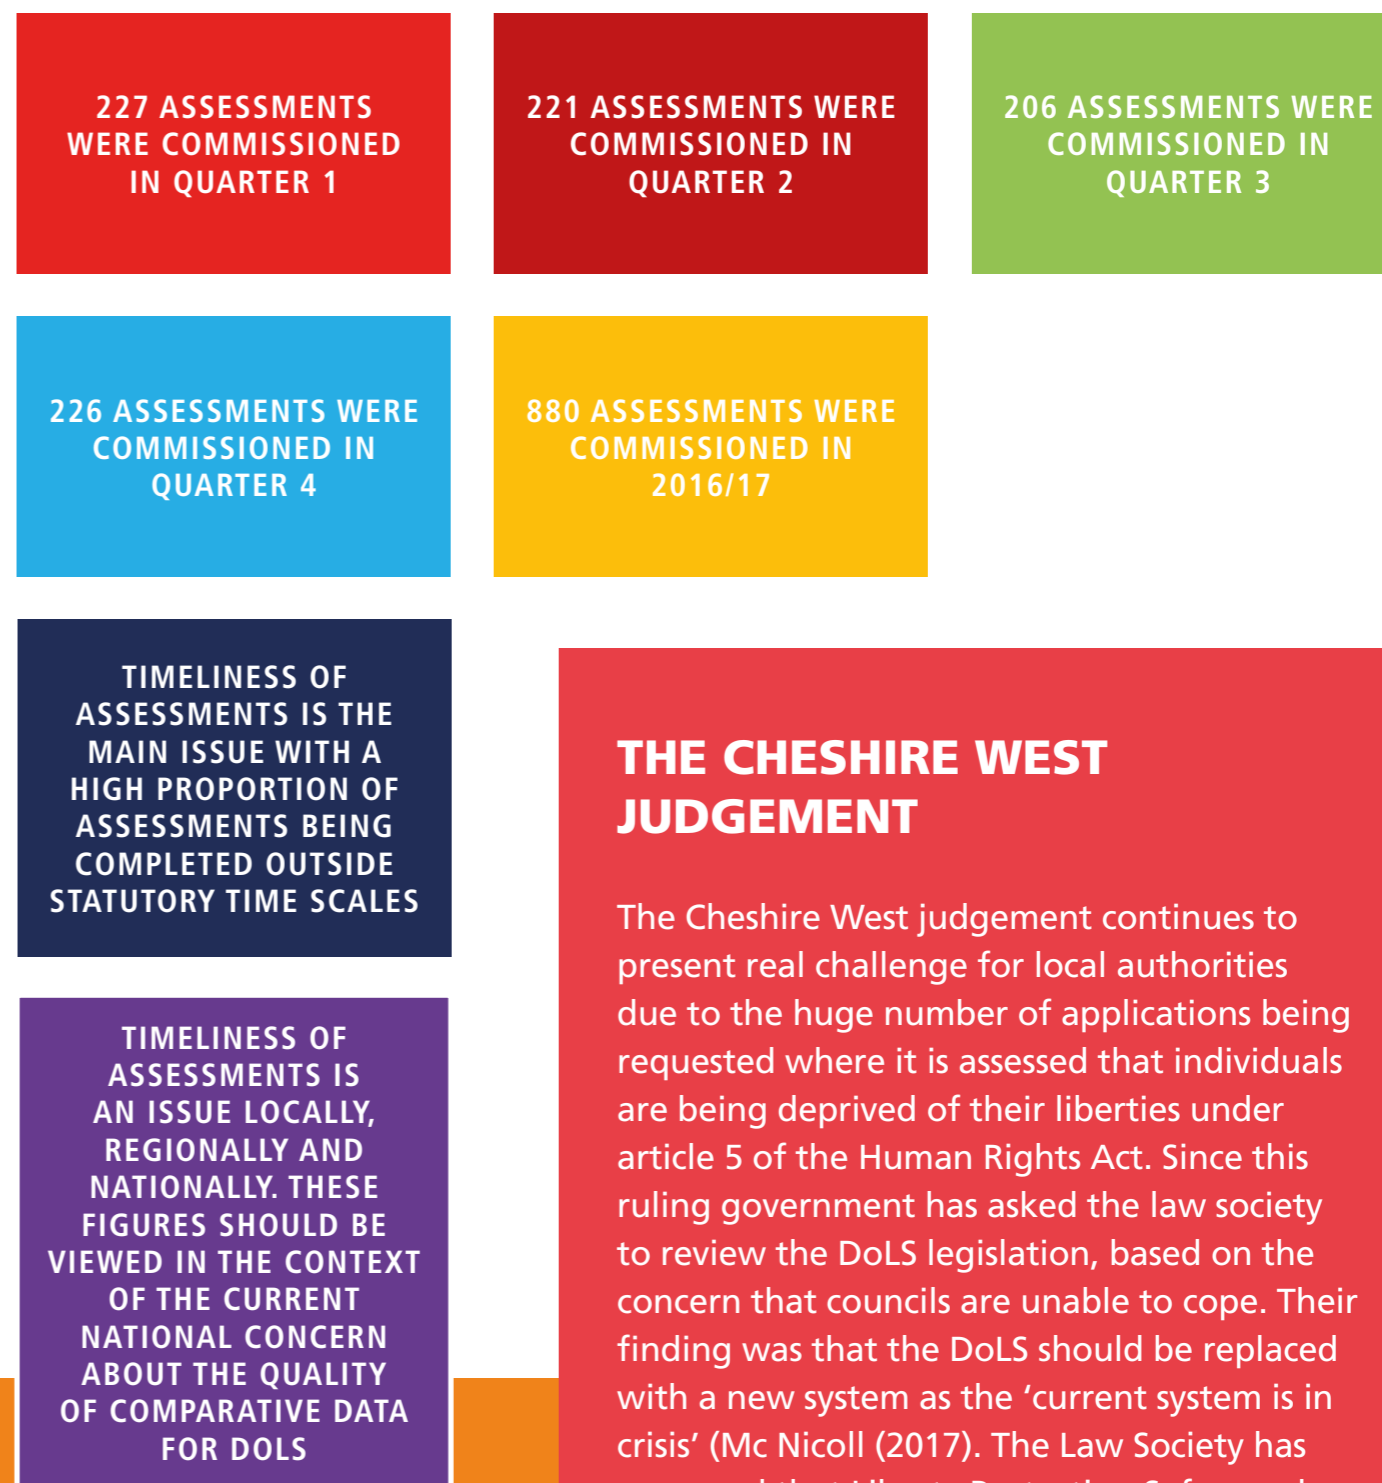 227 ASSESSMENTS
WERE COMMISSIONED
IN QUARTER 1
221 ASSESSMENTS WERE
COMMISSIONED IN
QUARTER 2
206 ASSESSMENTS WERE
COMMISSIONED IN
QUARTER 3
226 ASSESSMENTS WERE
COMMISSIONED IN
QUARTER 4
880 ASSESSMENTS WERE
COMMISSIONED IN
2016/17
TIMELINESS OF
ASSESSMENTS IS THE
MAIN ISSUE WITH A
HIGH PROPORTION OF
ASSESSMENTS BEING
COMPLETED OUTSIDE
STATUTORY TIME SCALES
TIMELINESS OF
ASSESSMENTS IS
AN ISSUE LOCALLY,
REGIONALLY AND
NATIONALLY. THESE
FIGURES SHOULD BE
VIEWED IN THE CONTEXT
OF THE CURRENT
NATIONAL CONCERN
ABOUT THE QUALITY
OF COMPARATIVE DATA
FOR DOLS
THE CHESHIRE WEST
JUDGEMENT
The Cheshire West judgement continues to
present real challenge for local authorities
due to the huge number of applications being
requested where it is assessed that individuals
are being deprived of their liberties under
article 5 of the Human Rights Act. Since this
ruling government has asked the law society
to review the DoLS legislation, based on the
concern that councils are unable to cope. Their
finding was that the DoLS should be replaced
with a new system as the ‘current system is in
crisis’ (Mc Nicoll (2017). The Law Society has